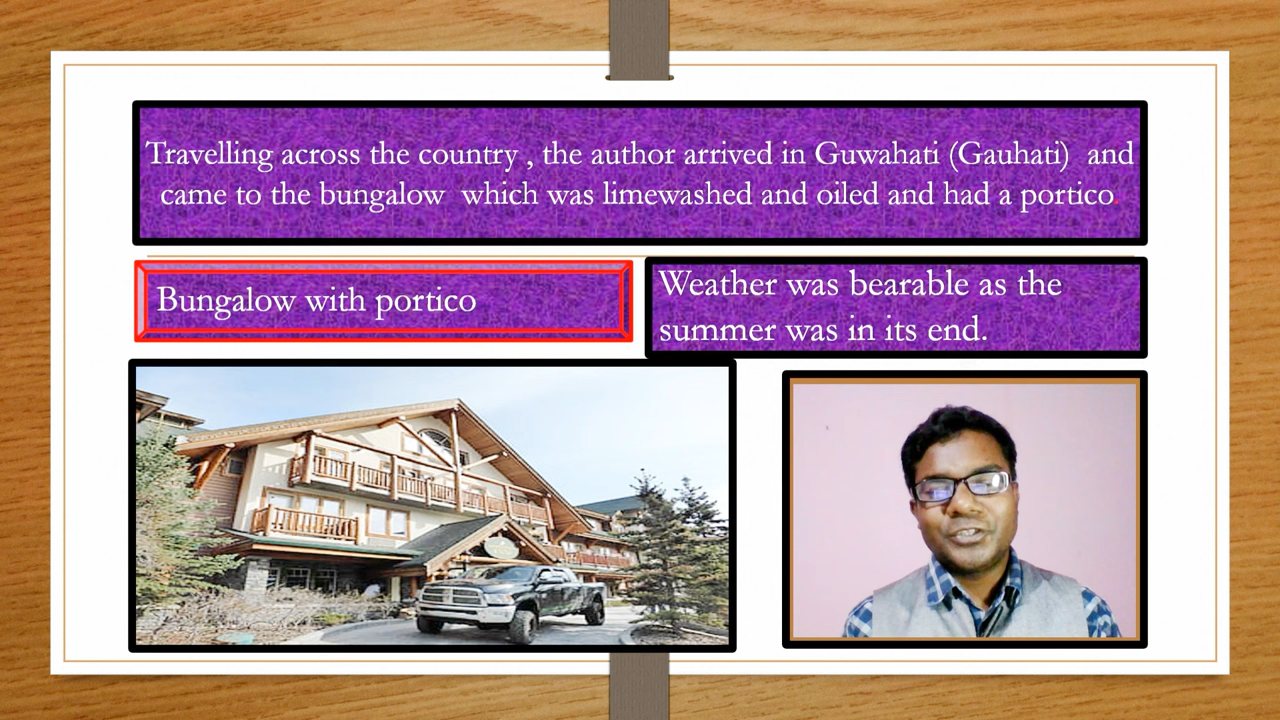 Travelling across the country , the author arrived in Guwahati (Gauhati)  and
came to the bungalow  which was limewashed and oiled and had a portico.
Bungalow with portico
Weather was bearable as the
summer was in its end.